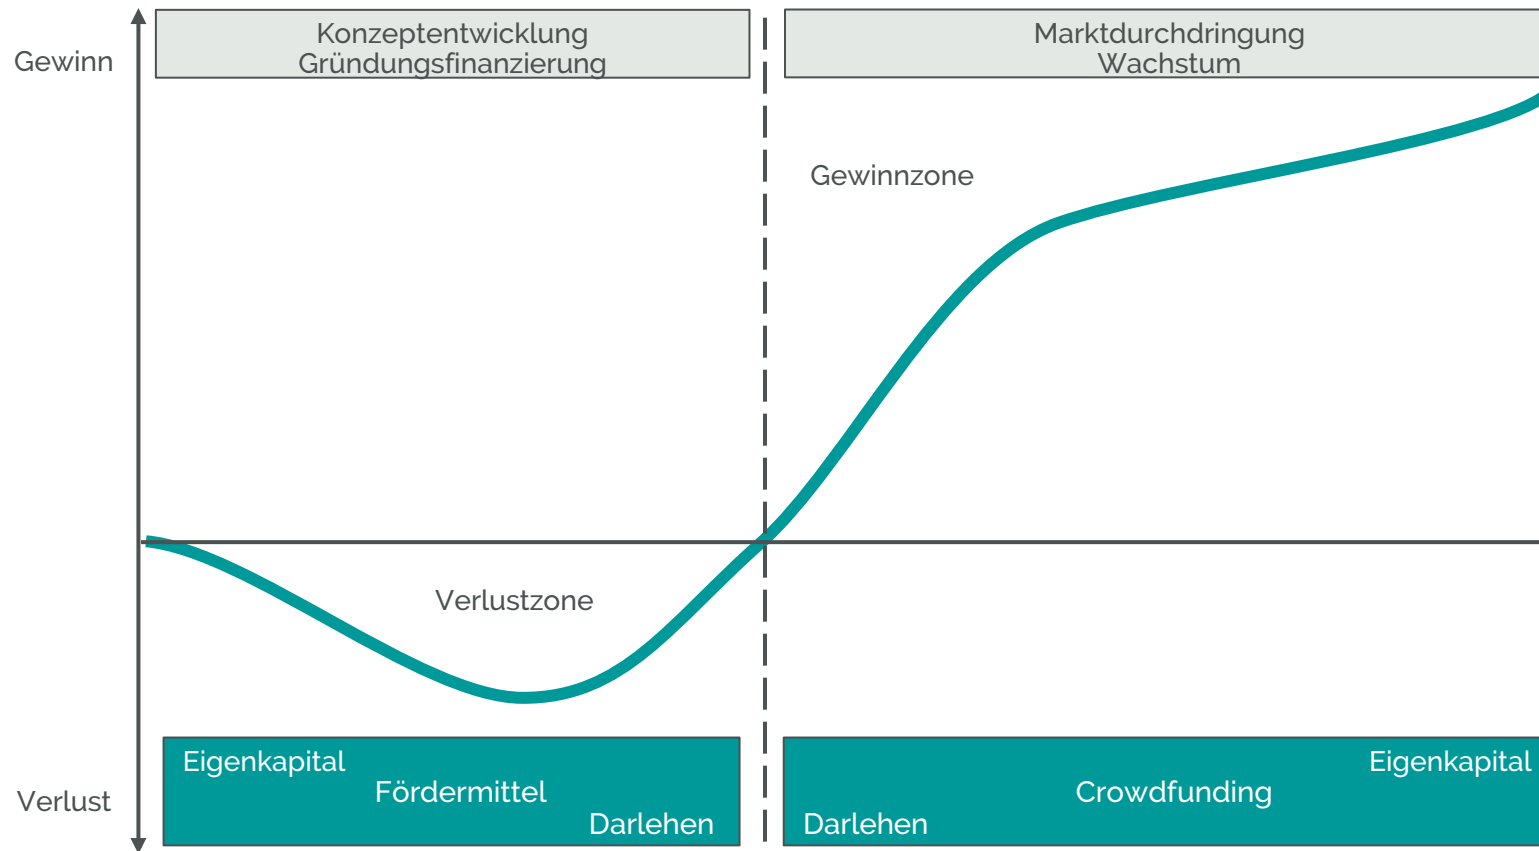 Gewinn
Konzeptentwicklung
Gründungsfinanzierung
Marktdurchdringung
Wachstum
Gewinnzone
Verlustzone
Verlust
Eigenkapital
Fördermittel
Darlehen
Eigenkapital
Crowdfunding
Darlehen